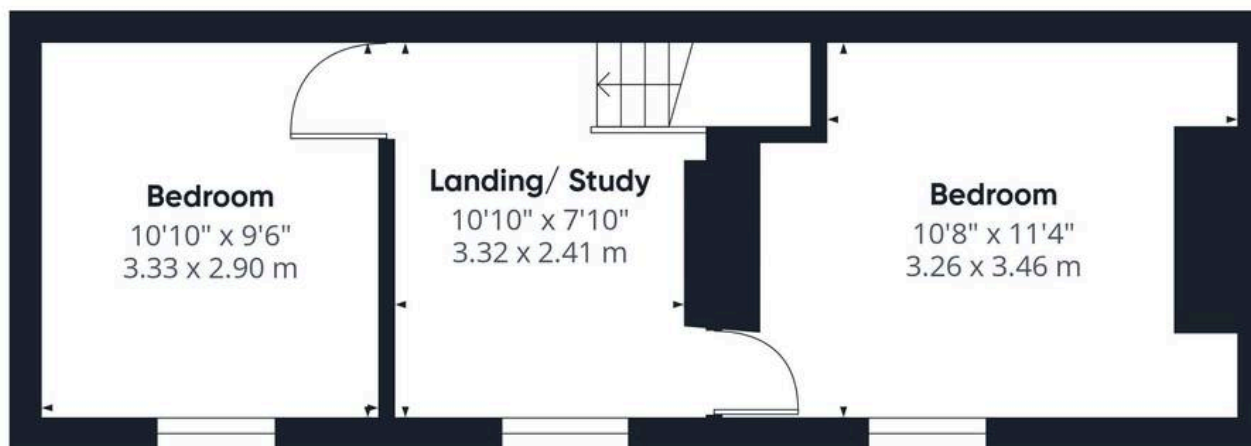 Bedroom
10'10" x 9'6"
3.33 x 2.90 m
Landing/ Study
10'10" x 7'10"
3.32 x 2.41 m
Bedroom
10'8" x 11'4"
3.26 x 3.46 m